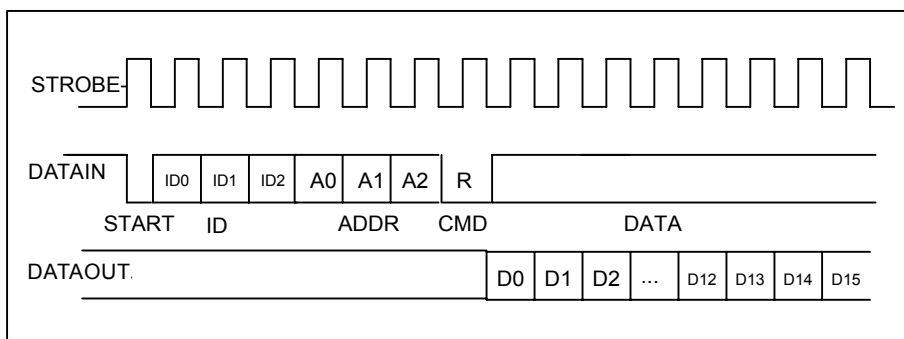 STROBE
DATAIN ID0 ID1 ID2 A0 A1 A2 R
START ID ADDR CMD DATA
DATAOUT D0 D1 D2 ... D12 D13 D14 D15